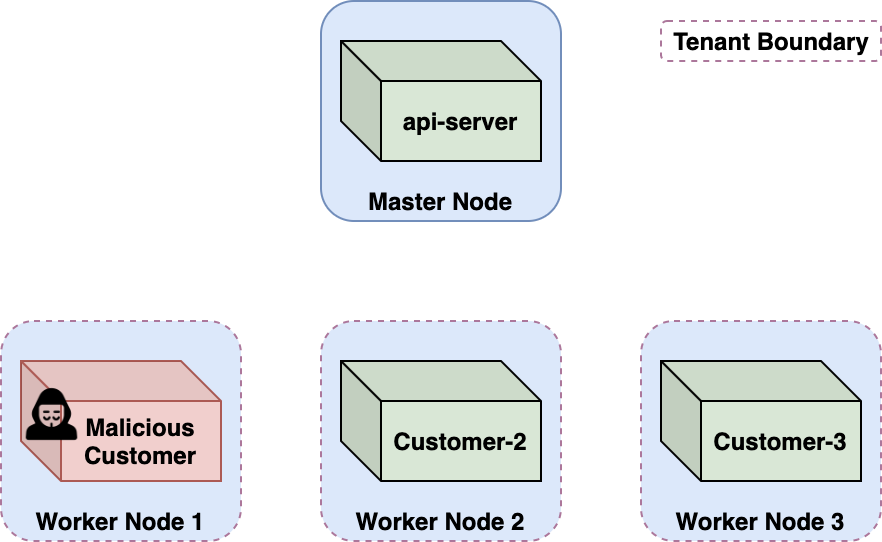 Tenant Boundary
api-server
Master Node
Malicious
Customer
Customer-2
Customer-3
Worker Node 1
Worker Node 2
Worker Node 3